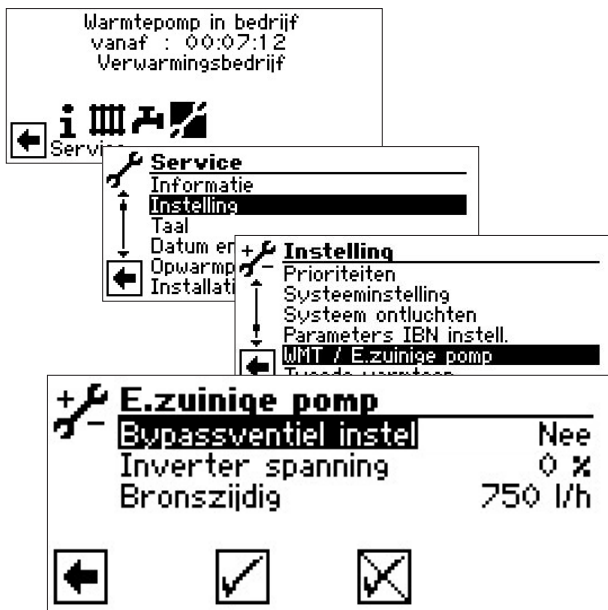 Warmtepomp in bedrijf
vanaf : 00:07:12
Verwarmingsbedrijf
Service
Service
Informatie
Instelling
Taal
Datum en
Opwarmp
Installati
Instelling
Prioriteiten
Systeeminstelling
Systeem ontluchten
Parameters IBN instell.
WMT / E.zuinige pomp
E.zuinige pomp
Bypassventiel instel Nee
Inverter spanning 0 %
Bronszijdig 750 l/h